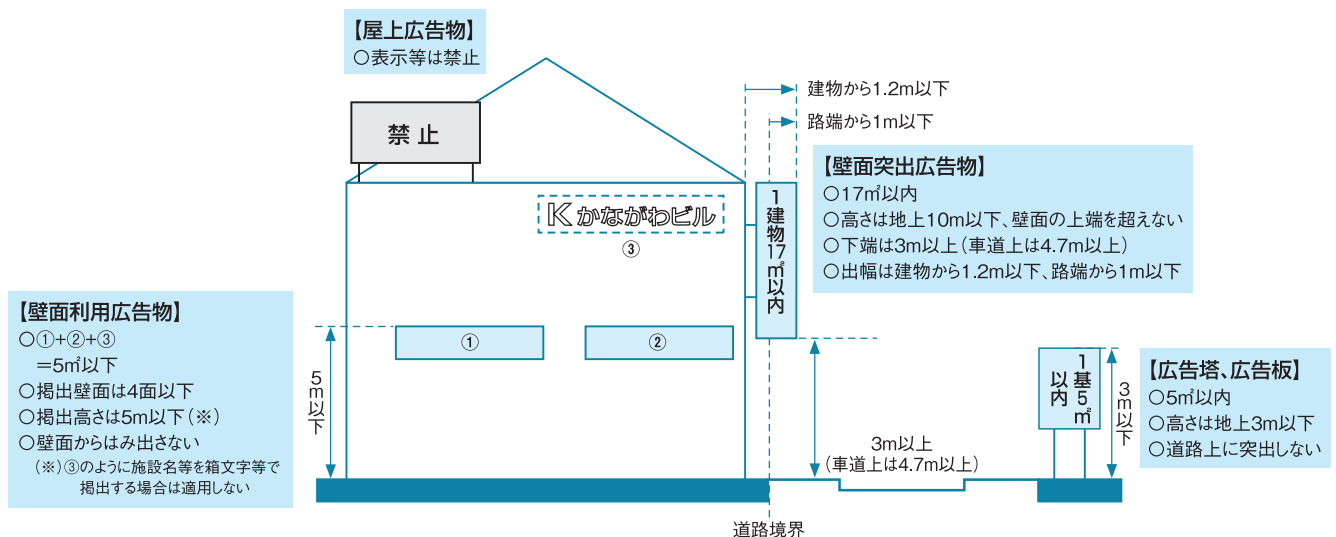 【屋上広告物】
○表示等は禁止
禁止
建物から1.2m以下
路端から1m以下
【壁面突出広告物】
○17㎡以内
○高さは地上10m以下、壁面の上端を超えない
○下端は3m以上(車道上は4.7m以上)
○出幅は建物から1.2m以下、路端から1m以下
1建物17㎡以内
K かながわビル
③
【壁面利用広告物】
○①+②+③
=5㎡以下
○掲出壁面は4面以下
○掲出高さは5m以下(※)
○壁面からはみ出さない
(※)③のように施設名等を箱文字等で
掲出する場合は適用しない
5m以下
①
②
3m以上
(車道上は4.7m以上)
1基5㎡
以内
3m以下
【広告塔、広告板】
○5㎡以内
○高さは地上3m以下
○道路上に突出しない
道路境界